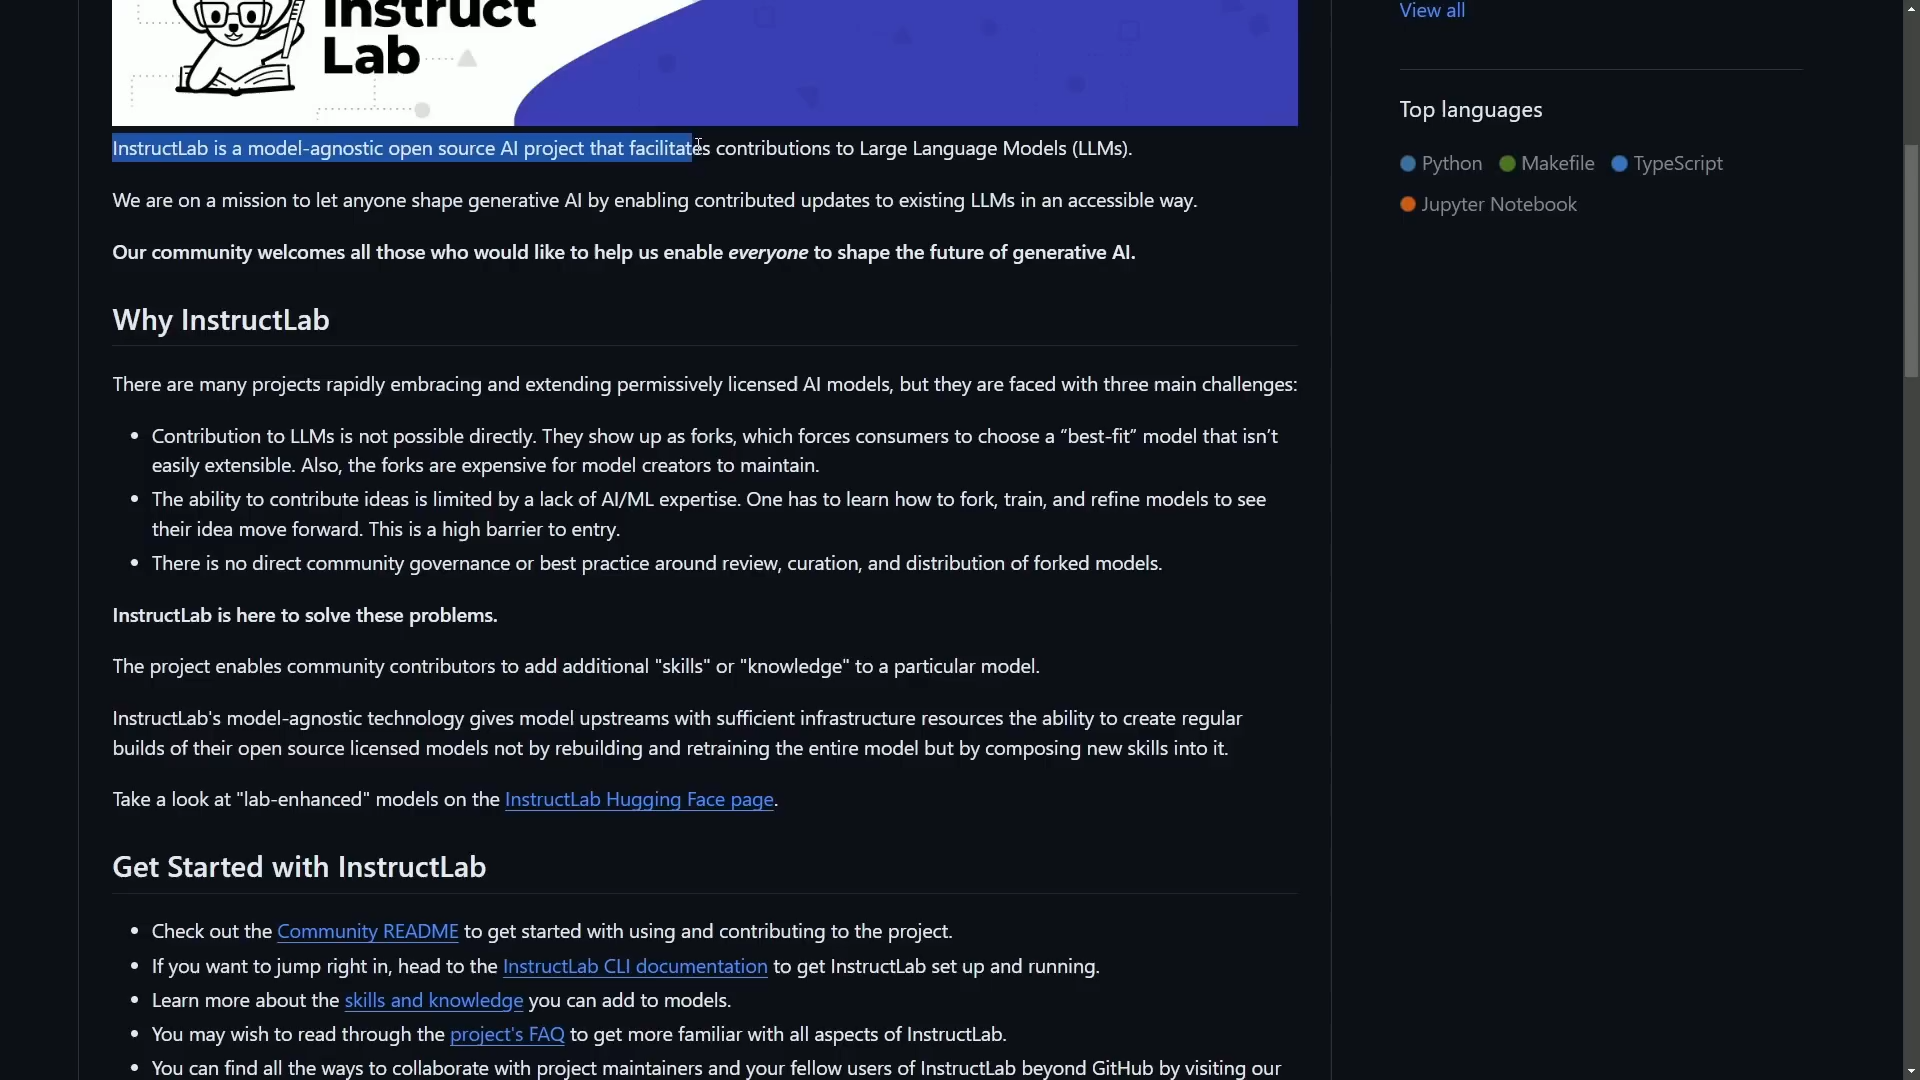 Instruct
Lab
View all
InstructLab is a model-agnostic open source AI project that facilitates contributions to Large Language Models (LLMs).
We are on a mission to let anyone shape generative AI by enabling contributed updates to existing LLMs in an accessible way.
Our community welcomes all those who would like to help us enable everyone to shape the future of generative AI.
Why InstructLab
There are many projects rapidly embracing and extending permissively licensed AI models, but they are faced with three main challenges:
• Contribution to LLMs is not possible directly. They show up as forks, which forces consumers to choose a “best-fit” model that isn’t
easily extensible. Also, the forks are expensive for model creators to maintain.
• The ability to contribute ideas is limited by a lack of AI/ML expertise. One has to learn how to fork, train, and refine models to see
their idea move forward. This is a high barrier to entry.
• There is no direct community governance or best practice around review, curation, and distribution of forked models.
InstructLab is here to solve these problems.
The project enables community contributors to add additional "skills" or "knowledge" to a particular model.
InstructLab's model-agnostic technology gives model upstreams with sufficient infrastructure resources the ability to create regular
builds of their open source licensed models not by rebuilding and retraining the entire model but by composing new skills into it.
Take a look at "lab-enhanced" models on the InstructLab Hugging Face page.
Get Started with InstructLab
• Check out the Community README to get started with using and contributing to the project.
• If you want to jump right in, head to the InstructLab CLI documentation to get InstructLab set up and running.
• Learn more about the skills and knowledge you can add to models.
• You may wish to read through the project's FAQ to get more familiar with all aspects of InstructLab.
• You can find all the ways to collaborate with project maintainers and your fellow users of InstructLab beyond GitHub by visiting our
Top languages
Python Makefile TypeScript
Jupyter Notebook